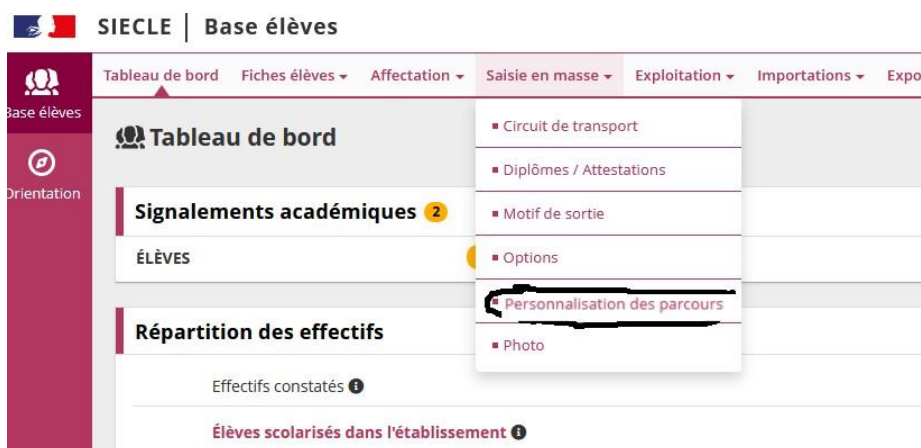 SIECLE | Base élèves
Tableau de bord Fiches élèves Affectation Saisie en masse Exploitation Importations Expo
Base élèves
Orientation
Tableau de bord
Circuit de transport
Diplômes / Attestations
Motif de sortie
Options
Personnalisation des parcours
Photo
Signalements académiques 2
ÉLÈVES
Répartition des effectifs
Effectifs constatés
Élèves scolarisés dans l'établissement